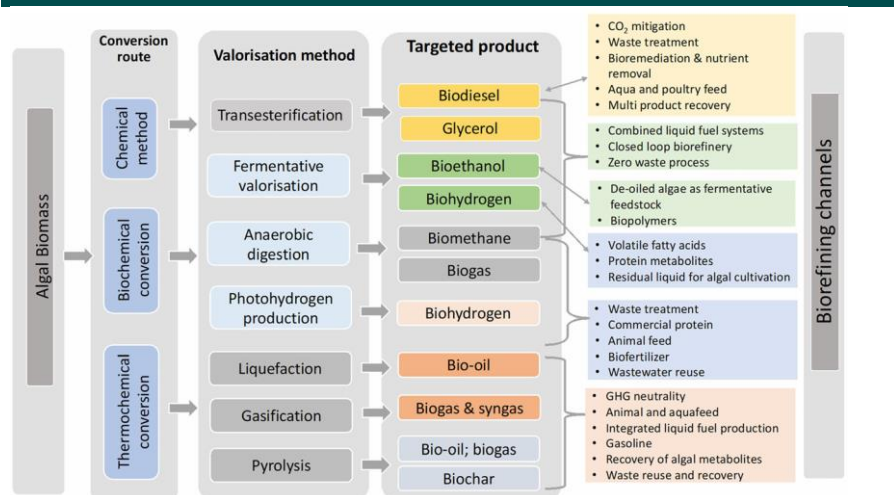 Algal Biomass
Conversion
route
Chemical
method
Biochemical
conversion
Thermochemical
conversion
Valorisation method
Transesterification
Fermentative
valorisation
Anaerobic
digestion
Photohydrogen
production
Liquefaction
Gasification
Pyrolysis
Targeted product
Biodiesel
Glycerol
Bioethanol
Biohydrogen
Biomethane
Biogas
Biohydrogen
Bio-oil
Biogas & syngas
Bio-oil; biogas
Biochar
• CO₂ mitigation
• Waste treatment
• Bioremediation & nutrient
removal
• Aqua and poultry feed
• Multi product recovery
• Combined liquid fuel systems
• Closed loop biorefinery
• Zero waste process
• De-oiled algae as fermentative
feedstock
• Biopolymers
• Volatile fatty acids
• Protein metabolites
• Residual liquid for algal cultivation
• Waste treatment
• Commercial protein
• Animal feed
• Biofertilizer
• Wastewater reuse
• GHG neutrality
• Animal and aquafeed
• Integrated liquid fuel production
• Gasoline
• Recovery of algal metabolites
• Waste reuse and recovery
Biorefining channels